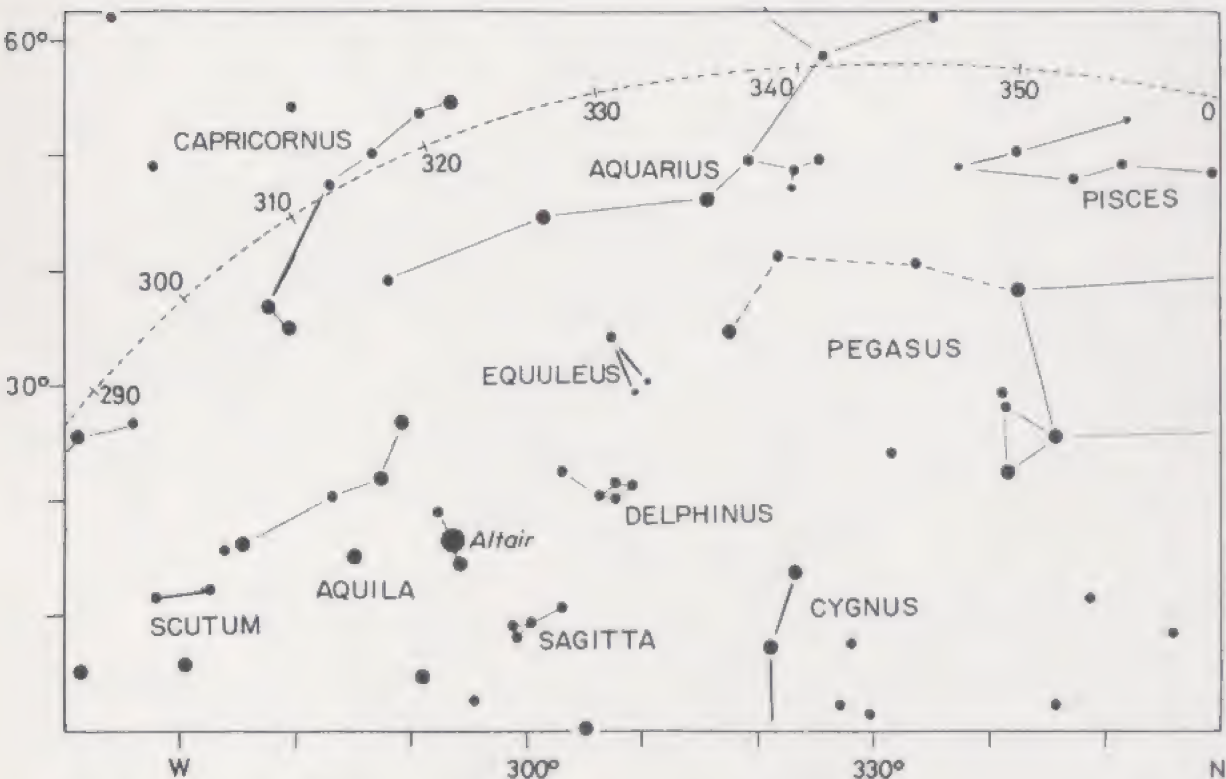 60°
340
350
330
0
CAPRICORNUS
320
AQUARIUS
PISCES
310
300
PEGASUS
EQUULEUS
30°
290
DELPHINUS
Altair
AQUILA
CYGNUS
SCUTUM
SAGITTA
W
300°
330°
N